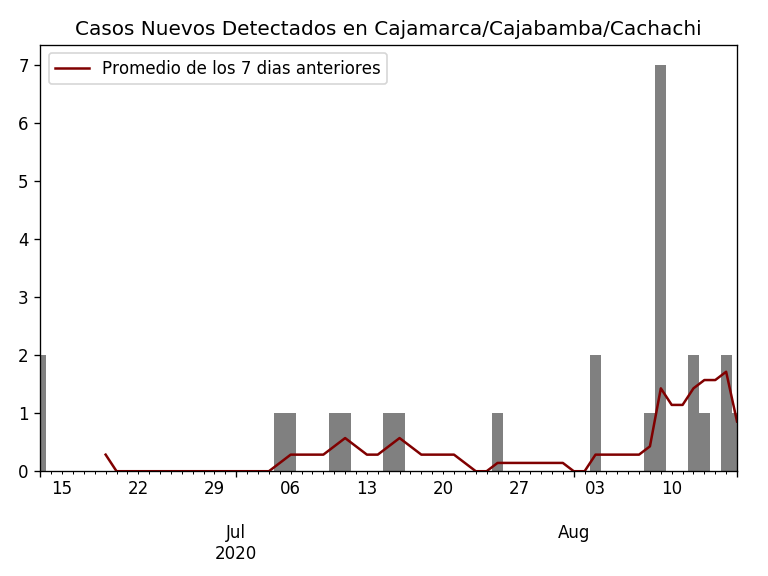 Casos Nuevos Detectados en Cajamarca/Cajabamba/Cachachi
Promedio de los 7 dias anteriores
7
6
5
4
3
2
1
0
15 22 29 06 13 20 27 03 10
Jul Aug
2020